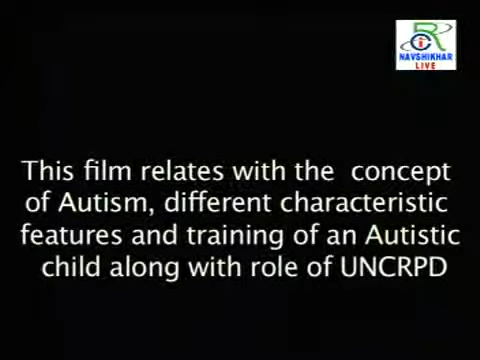 NAVSHIKHAR
LIVE
This film relates with the concept
of Autism, different characteristic
features and training of an Autistic
child along with role of UNCRPD